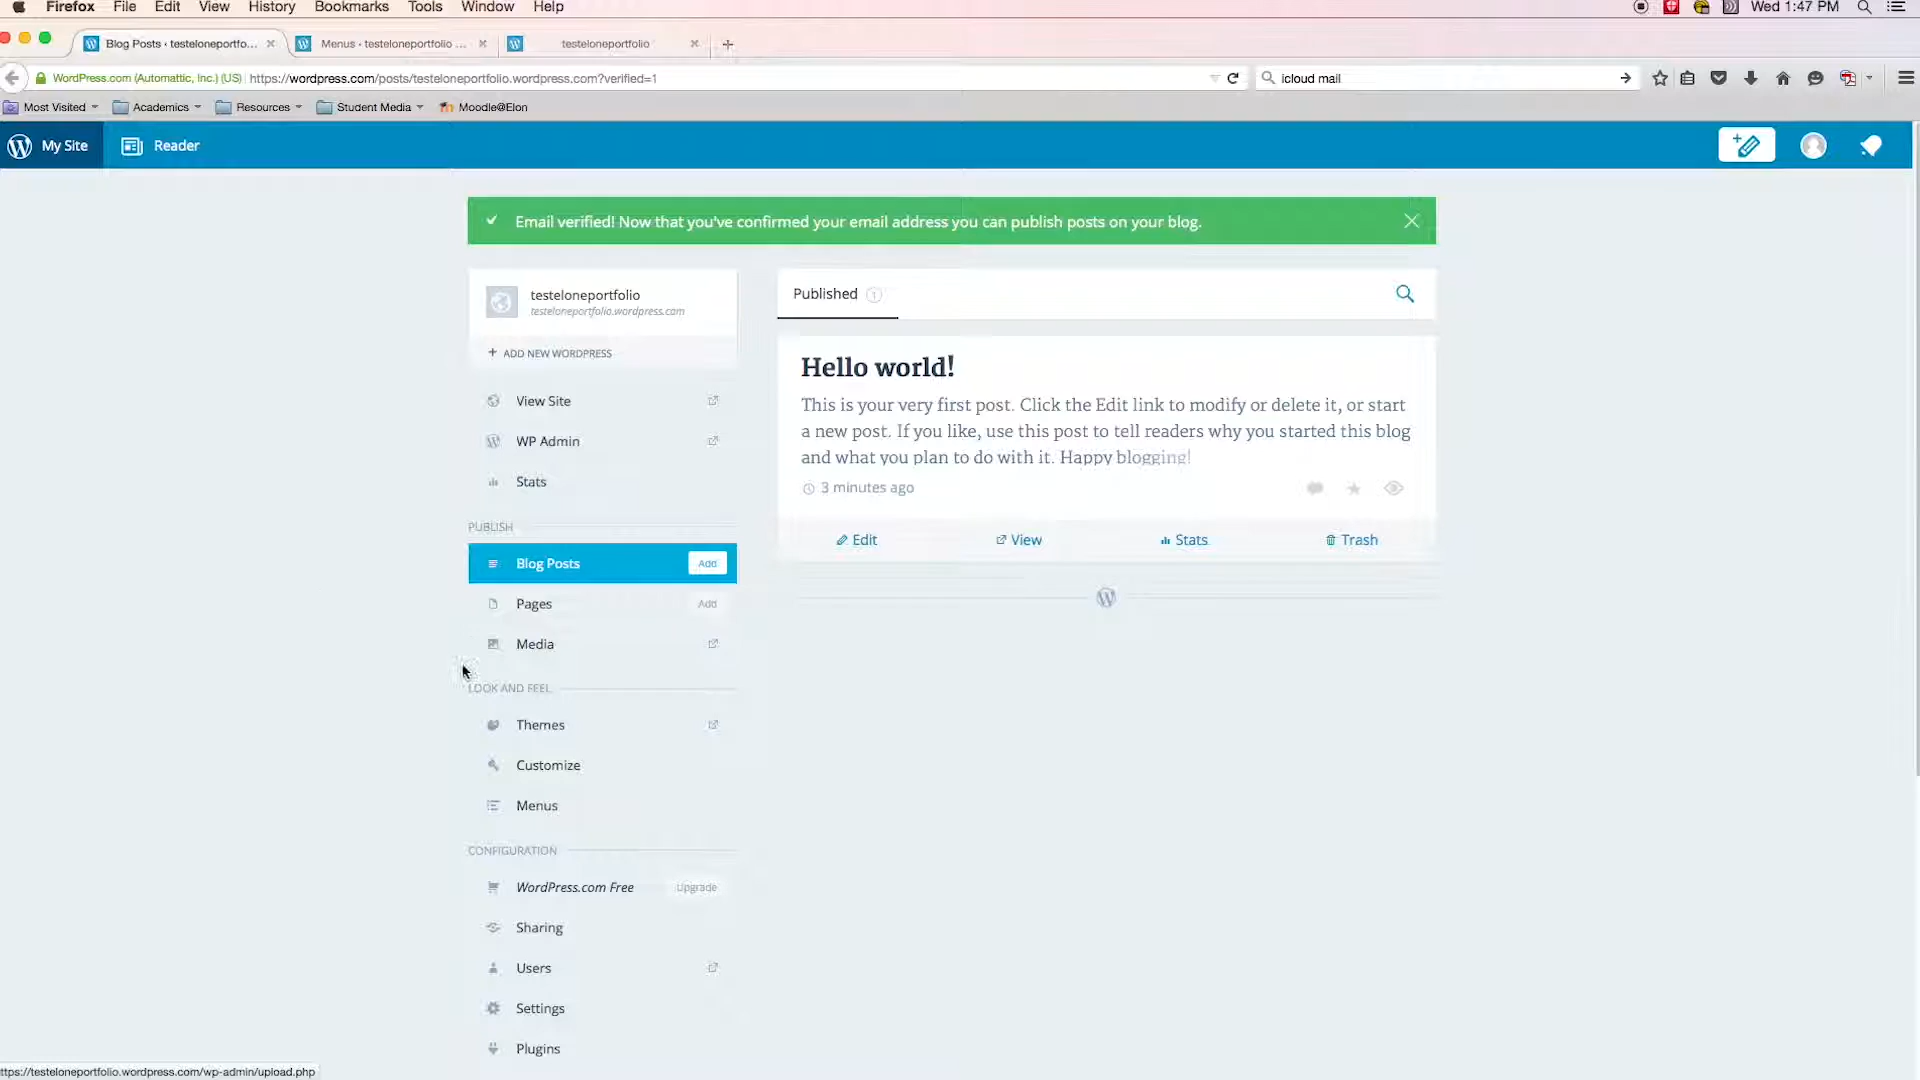 Firefox File Edit View History Bookmarks Tools Window Help Wed 1:47 PM
Blog Posts ‹ testeloneportfo... Menus ‹ testeloneportfolio ... testeloneportfolio
WordPress.com (Automattic, Inc.) (US) https://wordpress.com/posts/testeloneportfolio.wordpress.com?verified=1 icloud mail
Most Visited Academics Resources Student Media Moodle@Elon
My Site Reader
Email verified! Now that you've confirmed your email address you can publish posts on your blog.
testeloneportfolio
testeloneportfolio.wordpress.com
+ ADD NEW WORDPRESS
View Site
WP Admin
Stats
PUBLISH
Blog Posts Add
Pages Add
Media
LOOK AND FEEL
Themes
Customize
Menus
CONFIGURATION
WordPress.com Free Upgrade
Sharing
Users
Settings
Plugins
Published 1
Hello world!
This is your very first post. Click the Edit link to modify or delete it, or start
a new post. If you like, use this post to tell readers why you started this blog
and what you plan to do with it. Happy blogging!
3 minutes ago
Edit View Stats Trash
ttps://testeloneportfolio.wordpress.com/wp-admin/upload.php